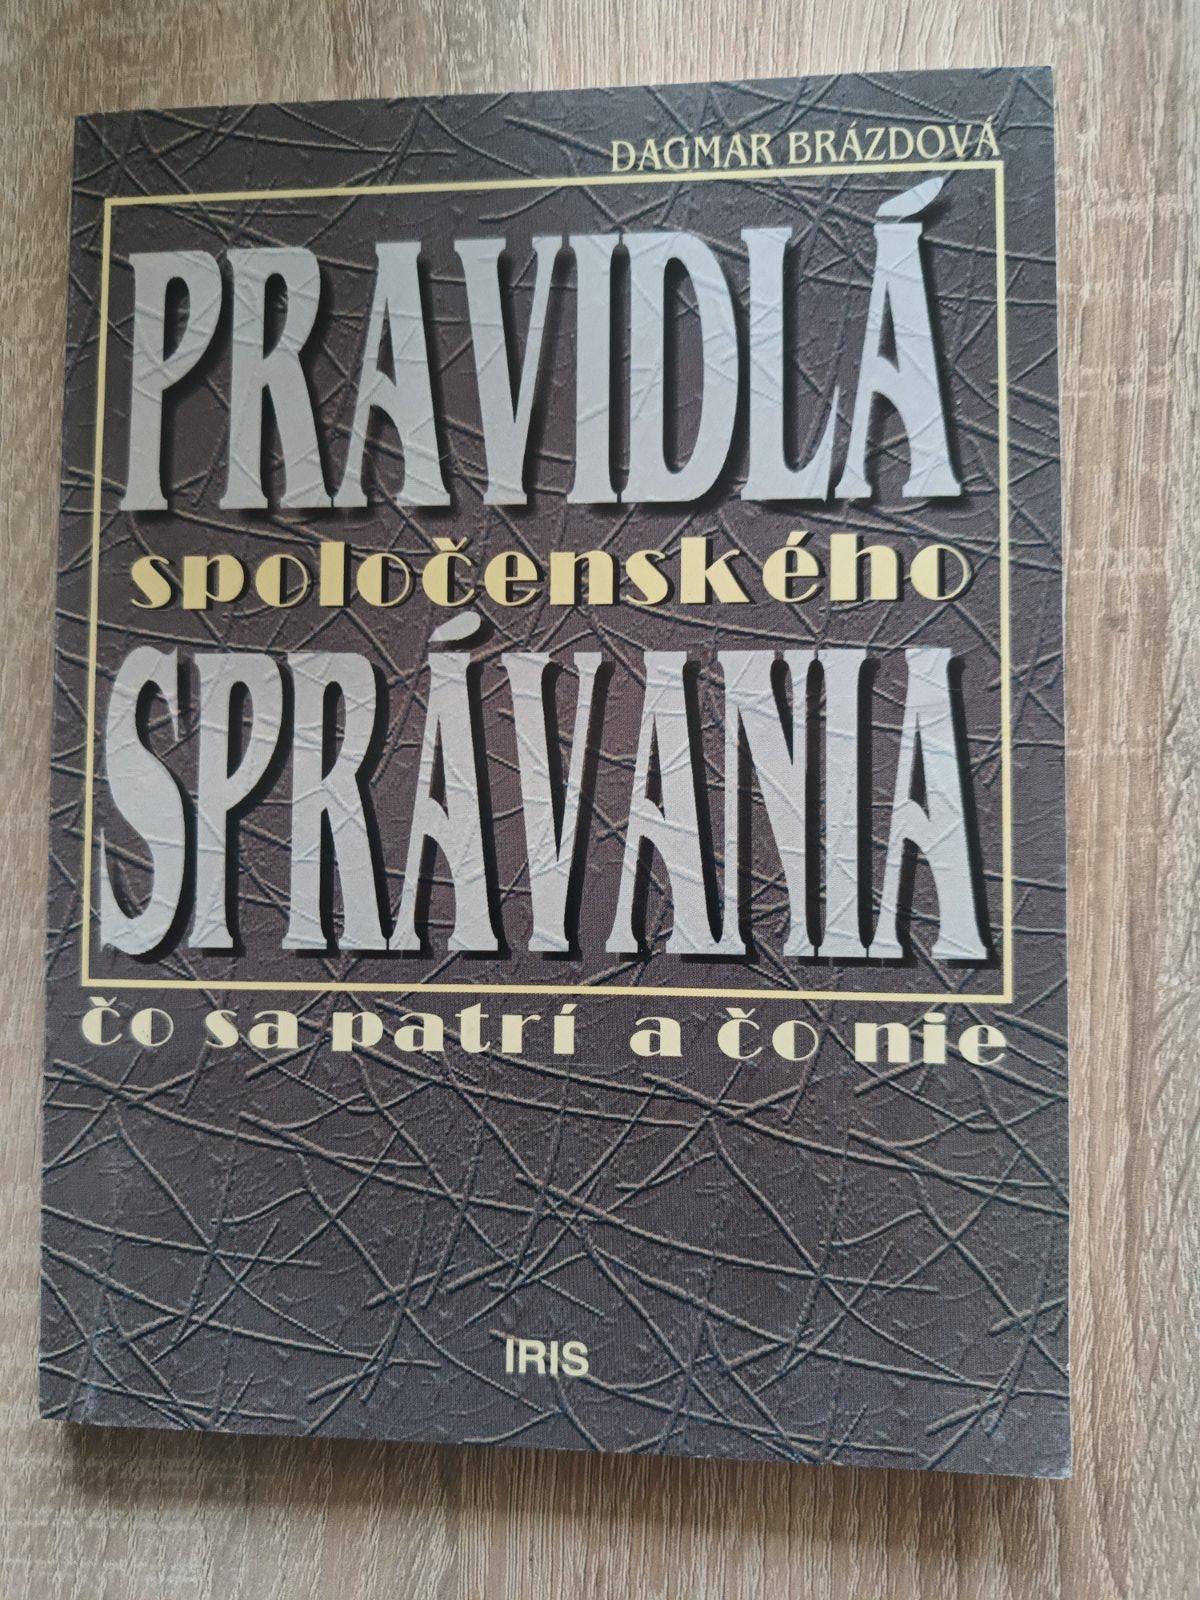 DAGMAR BRÁZDOVÁ
PRAVIDLÁ
spoločenského
SPRÁVANIA
čo sa patrí a čo nie
IRIS